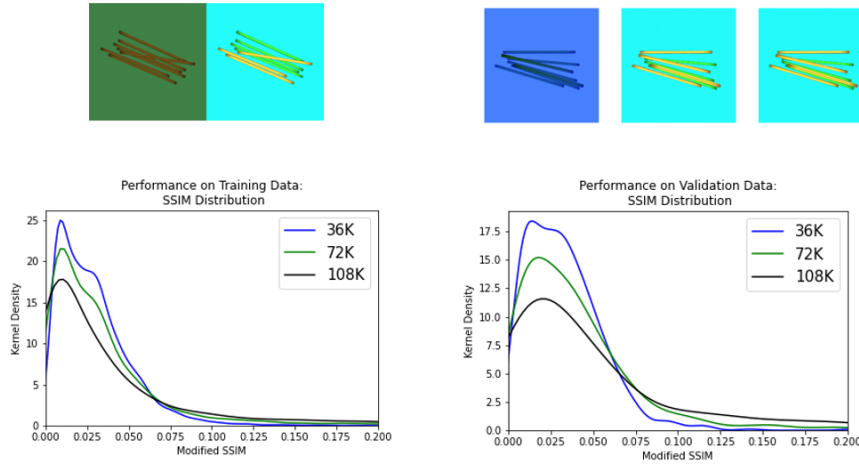 Performance on Training Data:
SSIM Distribution
25
20
15
10
5
0
Kernel Density
36K
72K
108K
0.000 0.025 0.050 0.075 0.100 0.125 0.150 0.175 0.200
Modified SSIM
Performance on Validation Data:
SSIM Distribution
17.5
15.0
12.5
10.0
7.5
5.0
2.5
0.0
Kernel Density
36K
72K
108K
0.000 0.025 0.050 0.075 0.100 0.125 0.150 0.175 0.200
Modified SSIM